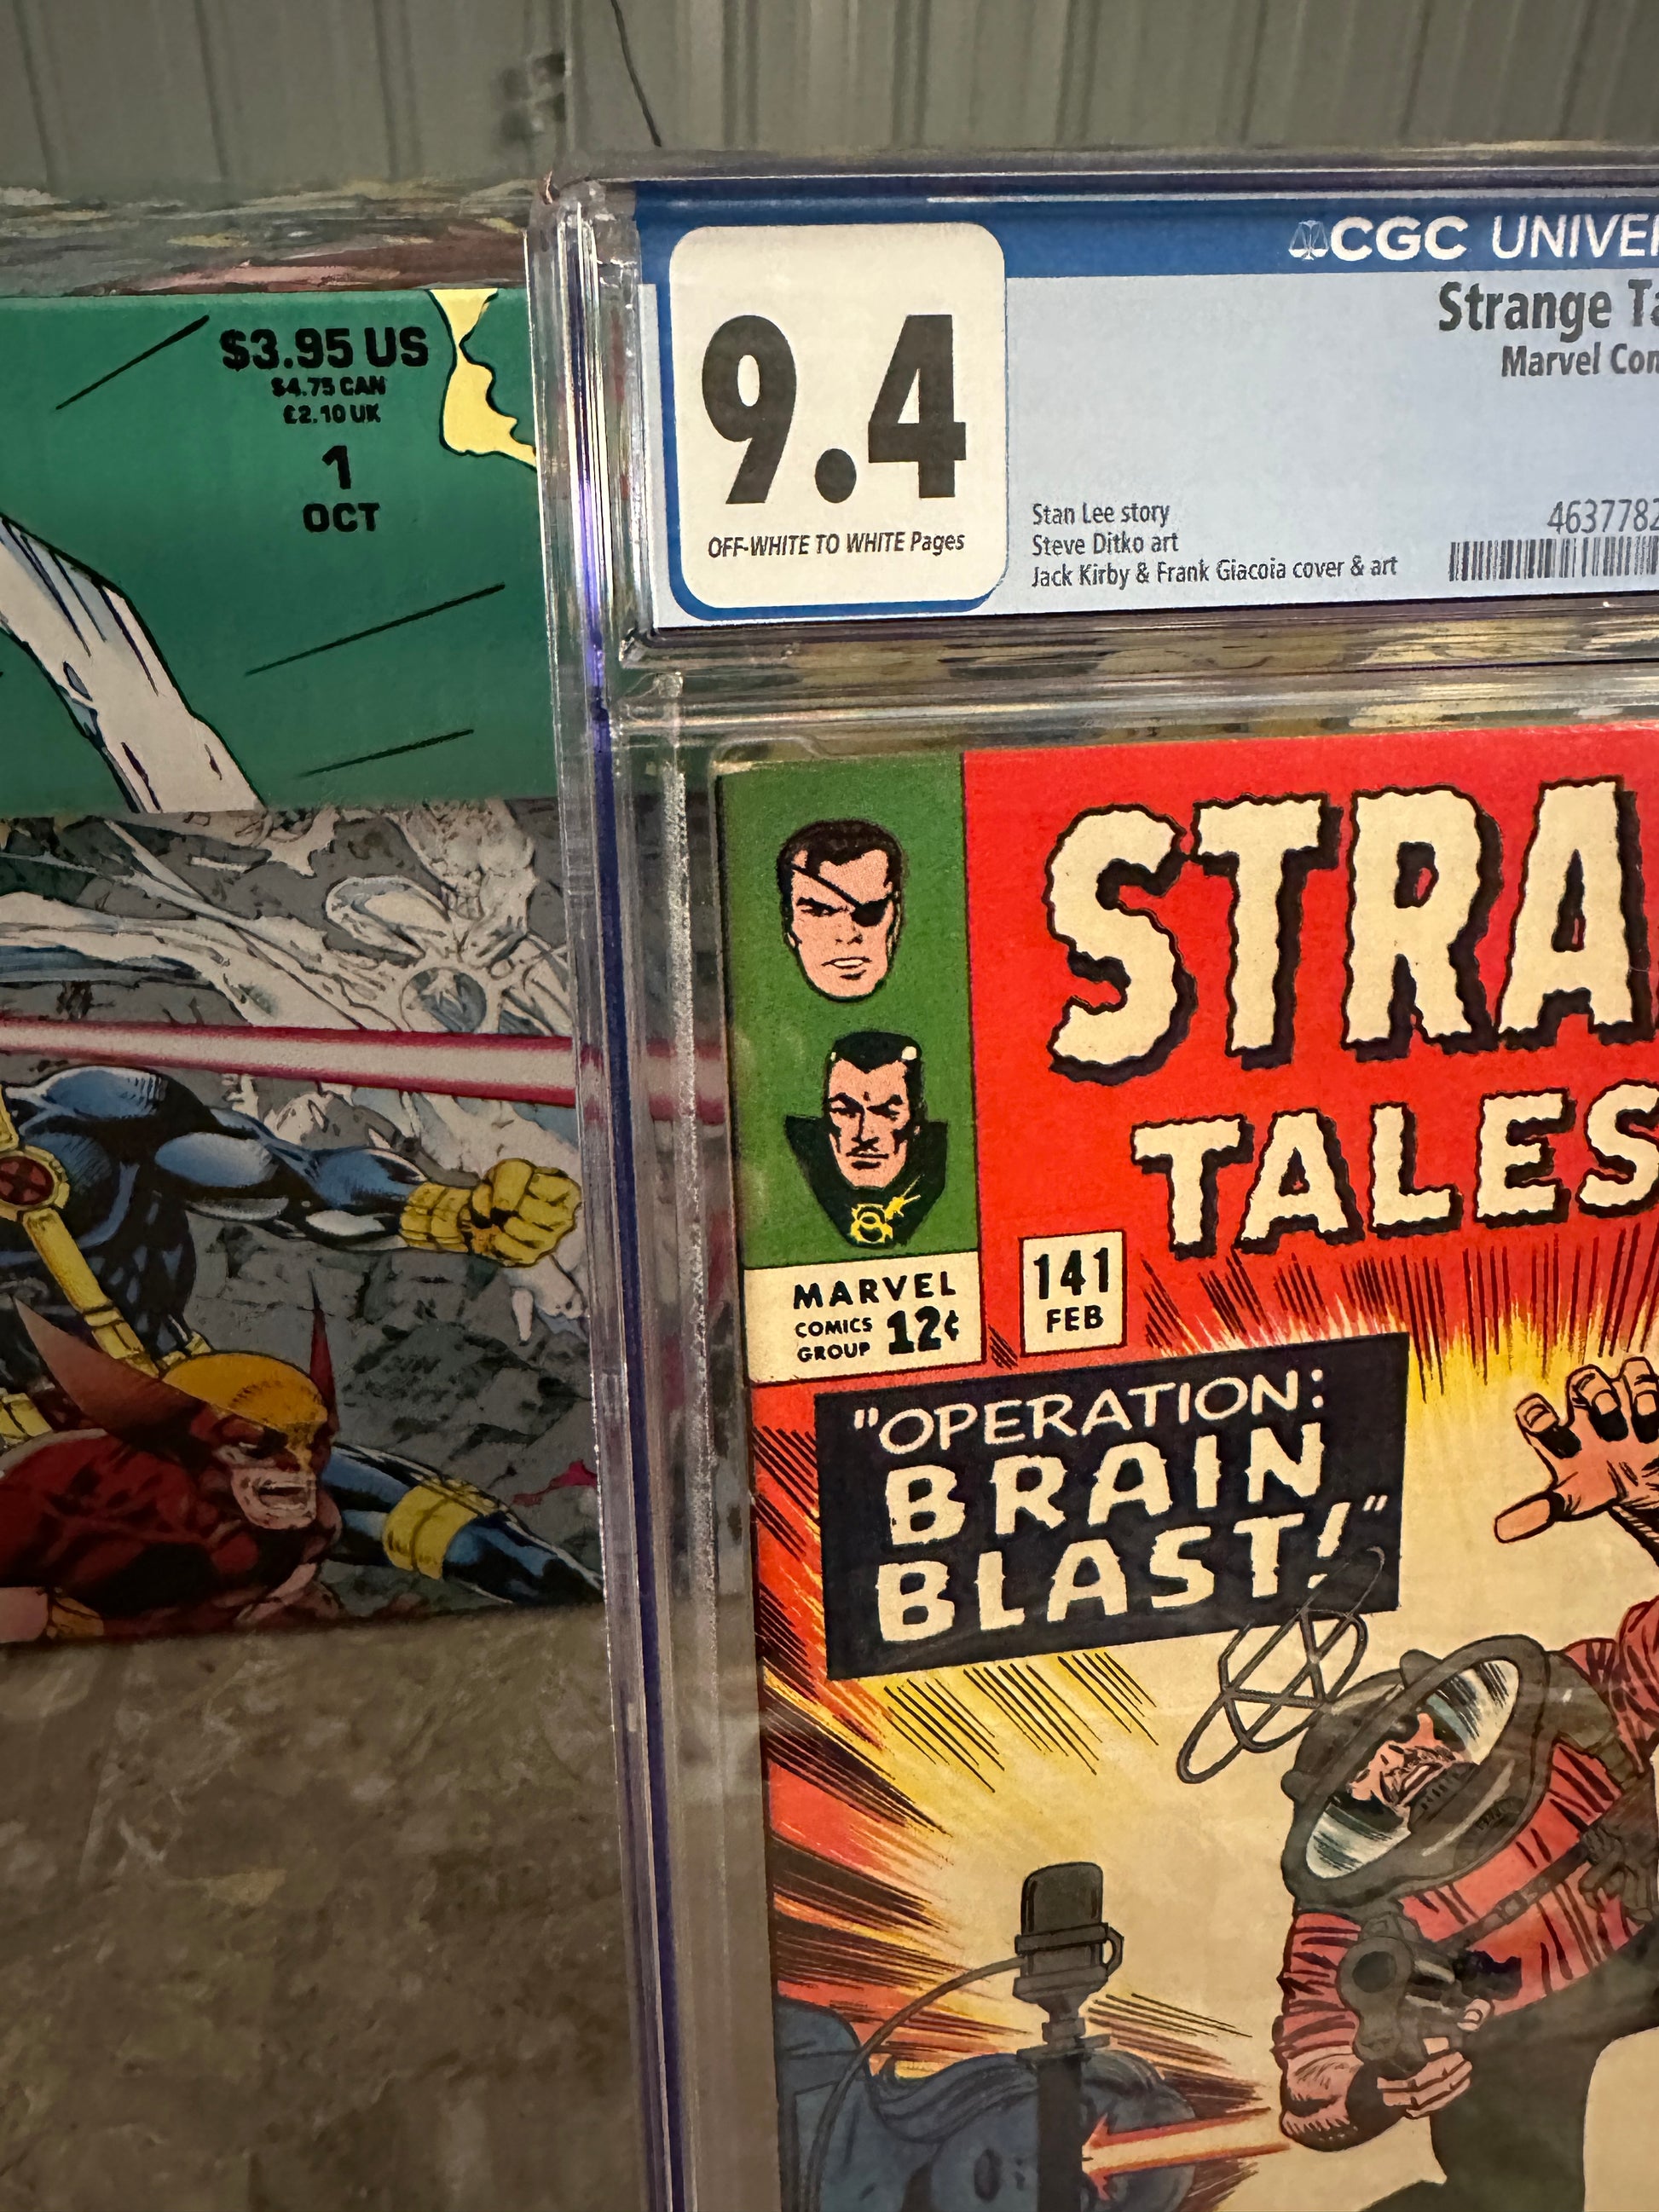 $3.95 US
$4.75 CAN
£2.10 UK
1
OCT
CGC UNIVE
9.4
OFF-WHITE TO WHITE Pages
Strange Ta
Marvel Com
Stan Lee story
Steve Ditko art
Jack Kirby & Frank Giacoia cover & art
4637782
STRA
TALES
MARVEL
COMICS
GROUP
12¢
141
FEB
"OPERATION:
BRAIN
BLAST!"